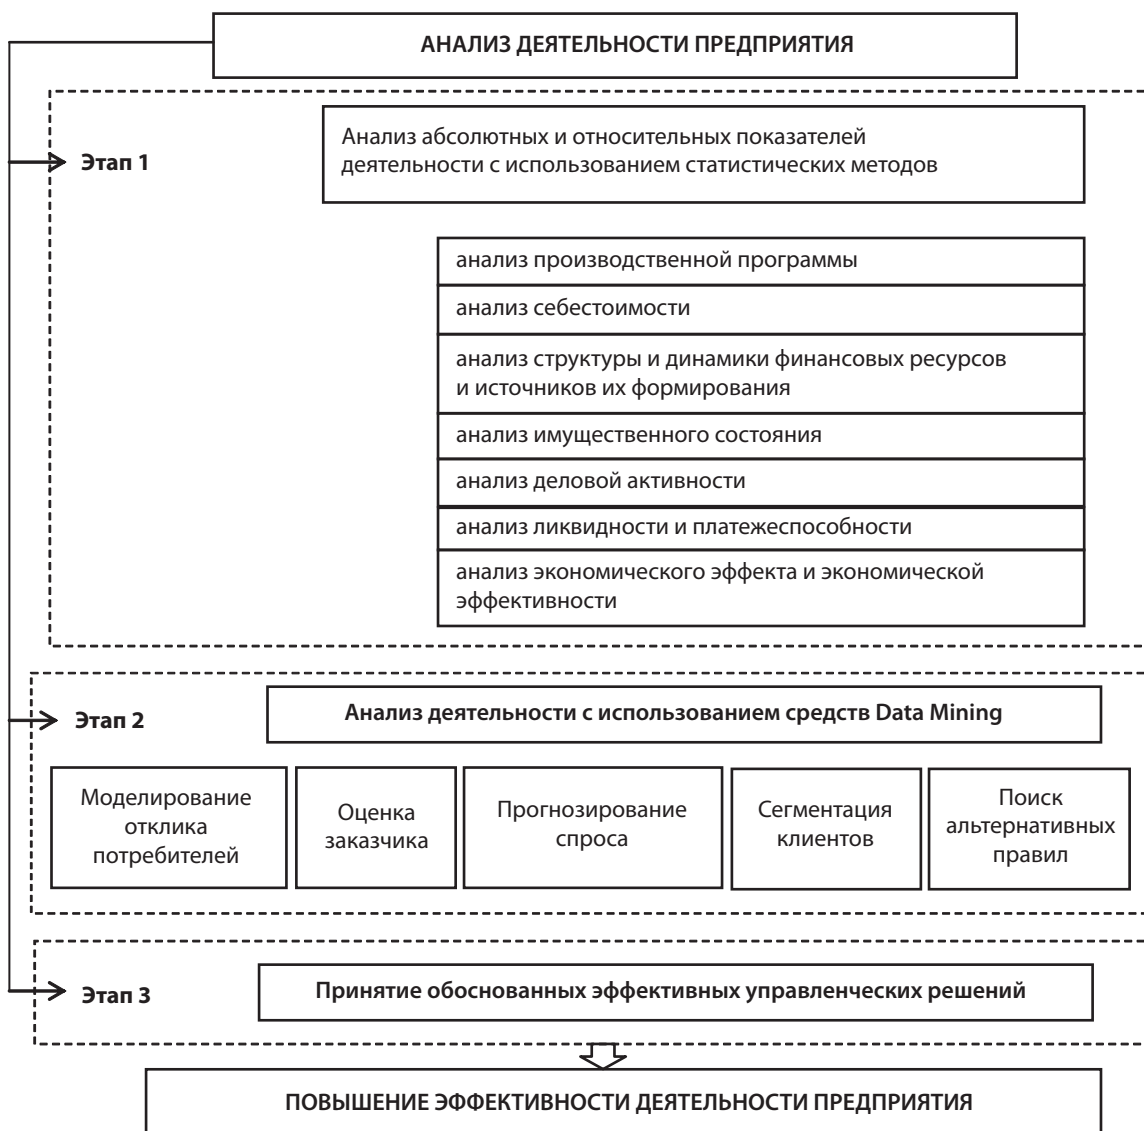 АНАЛИЗ ДЕЯТЕЛЬНОСТИ ПРЕДПРИЯТИЯ
Этап 1
Анализ абсолютных и относительных показателей
деятельности с использованием статистических методов
анализ производственной программы
анализ себестоимости
анализ структуры и динамики финансовых ресурсов
и источников их формирования
анализ имущественного состояния
анализ деловой активности
анализ ликвидности и платежеспособности
анализ экономического эффекта и экономической
эффективности
Этап 2
Анализ деятельности с использованием средств Data Mining
Моделирование
отклика
потребителей
Оценка
заказчика
Прогнозирование
спроса
Сегментация
клиентов
Поиск
альтернативных
правил
Этап 3
Принятие обоснованных эффективных управленческих решений
ПОВЫШЕНИЕ ЭФФЕКТИВНОСТИ ДЕЯТЕЛЬНОСТИ ПРЕДПРИЯТИЯ